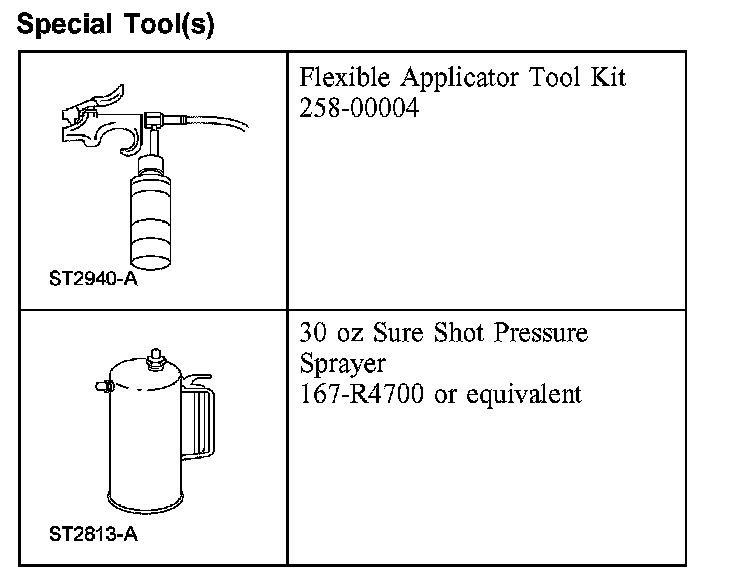 Special Tool(s)
Flexible Applicator Tool Kit
258-00004
ST2940-A
30 oz Sure Shot Pressure
Sprayer
167-R4700 or equivalent
ST2813-A